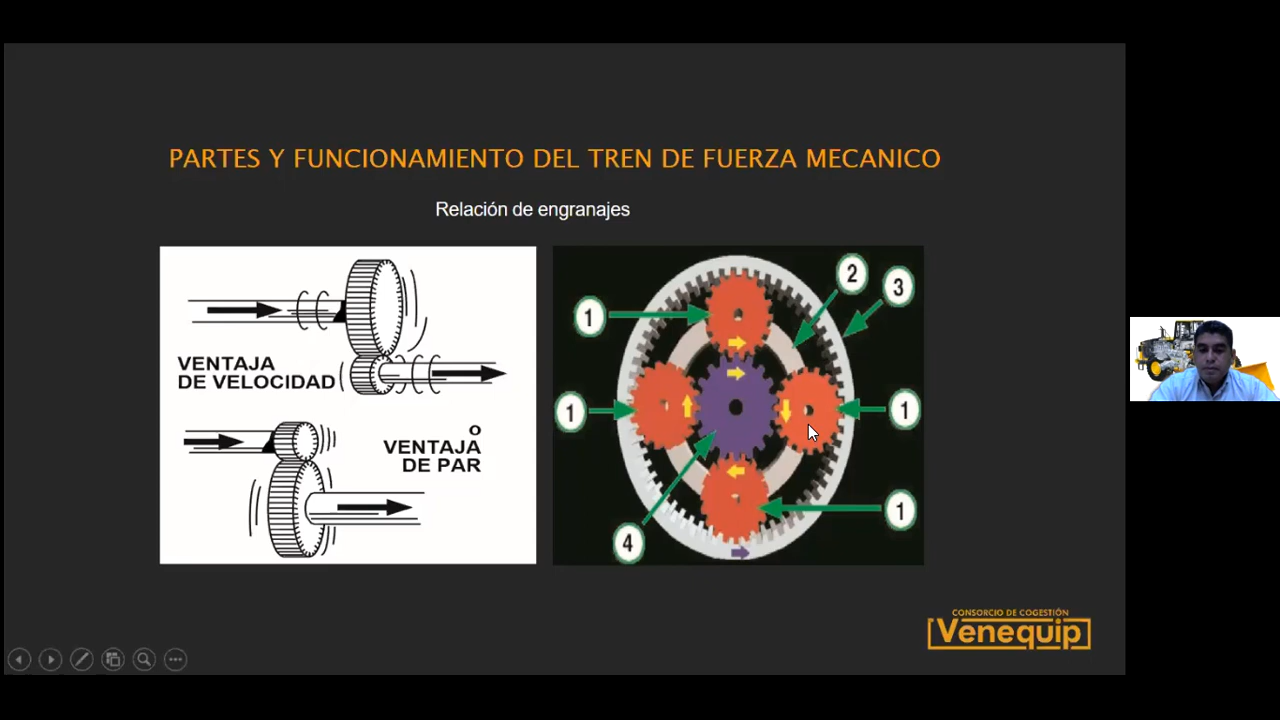 PARTES Y FUNCIONAMIENTO DEL TREN DE FUERZA MECANICO
Relación de engranajes
VENTAJA
DE VELOCIDAD
O
VENTAJA
DE PAR
1
2
3
1
1
1
4
CONSORCIO DE COGESTIÓN
Venequip